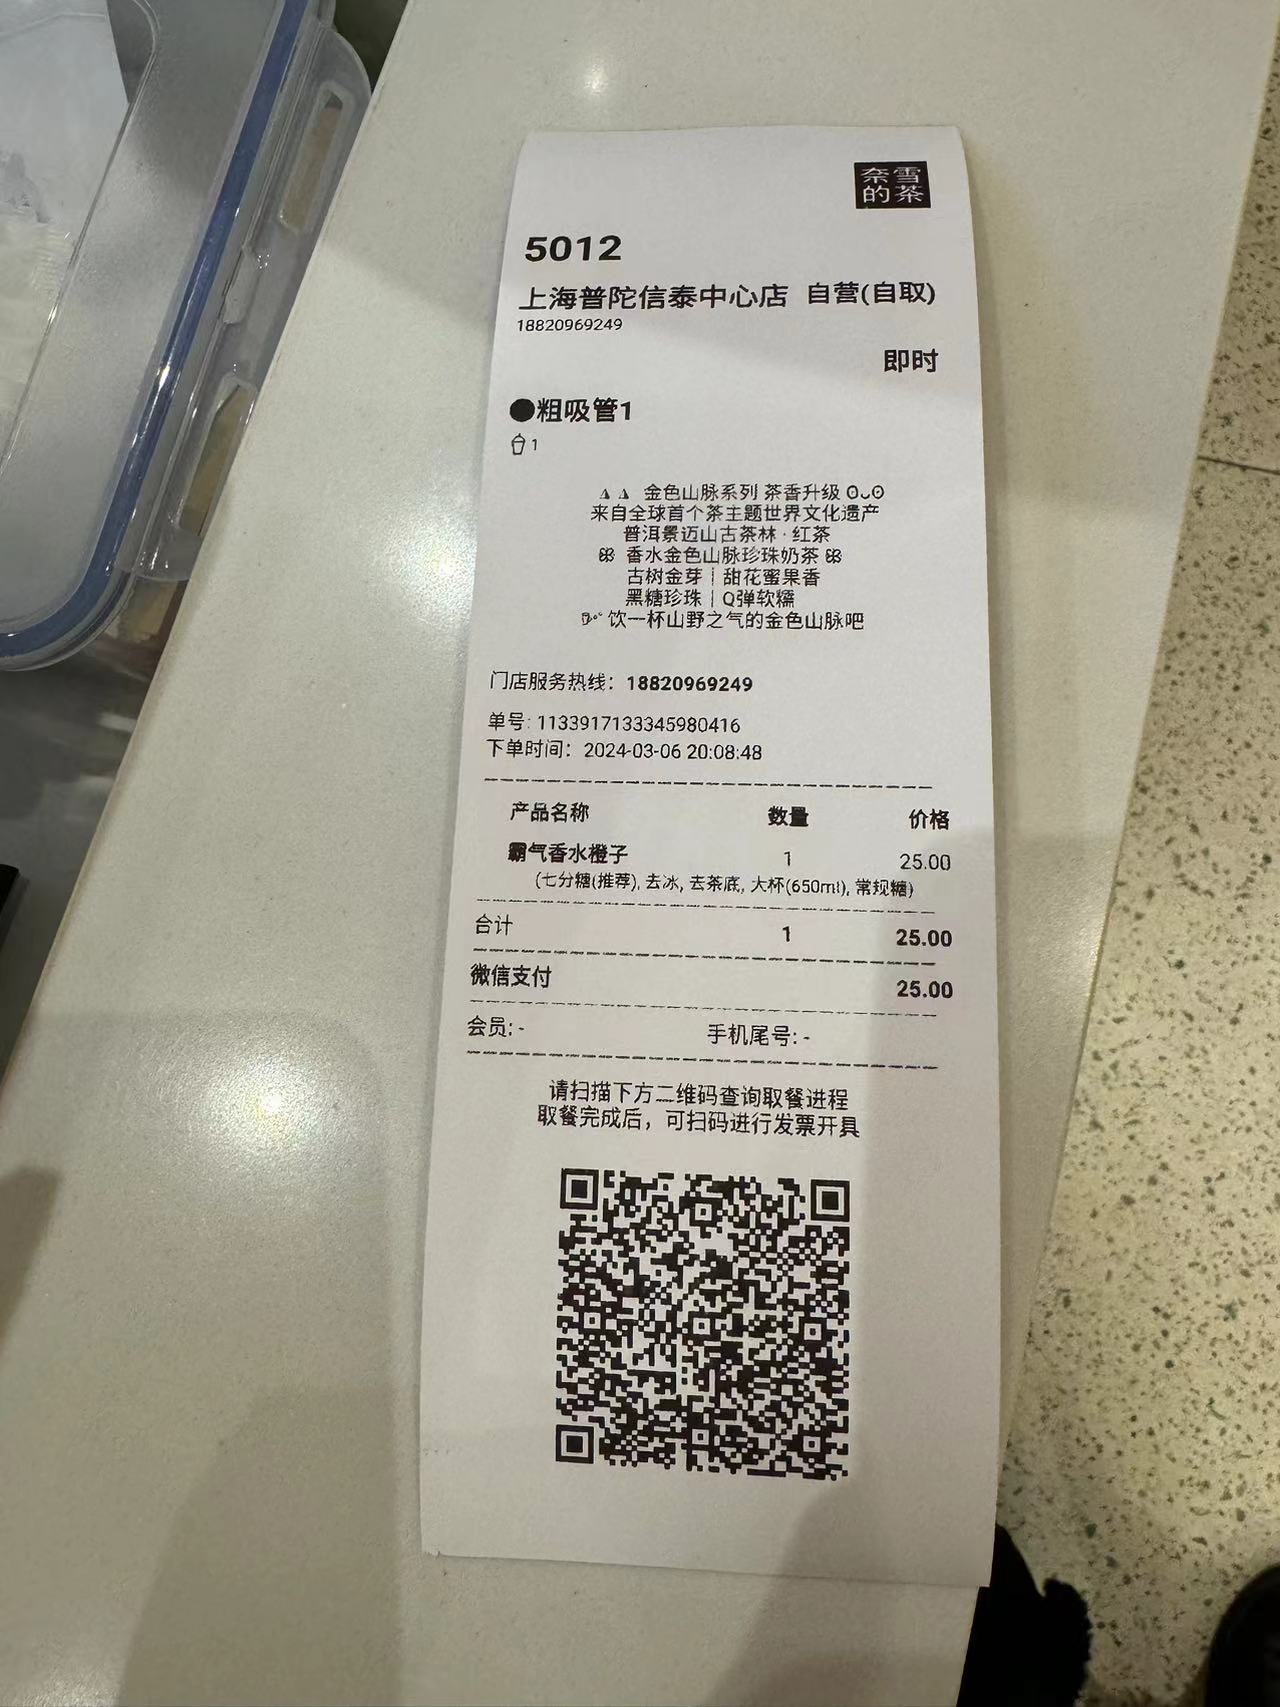 奈雪
的茶
5012
上海普陀信泰中心店 自营(自取)
18820969249
即时
●粗吸管1
1
金色山脉系列 茶香升级 ʘᴗʘ
来自全球首个茶主题世界文化遗产
普洱景迈山古茶林·红茶
香水金色山脉珍珠奶茶
古树金芽 | 甜花蜜果香
黑糖珍珠 | Q弹软糯
饮一杯山野之气的金色山脉吧
门店服务热线：18820969249
单号: 1133917133345980416
下单时间：2024-03-06 20:08:48
产品名称 数量 价格
霸气香水橙子 1 25.00
(七分糖(推荐), 去冰, 去茶底, 大杯(650ml), 常规糖)
合计 1 25.00
微信支付 25.00
会员: - 手机尾号: -
请扫描下方二维码查询取餐进程
取餐完成后，可扫码进行发票开具